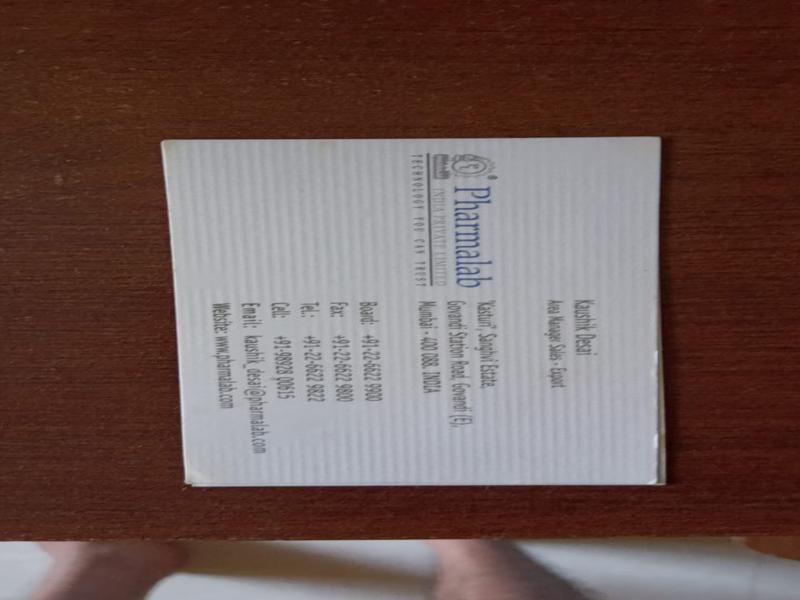 Kaushik Desai
Area Manager Sales - Export
Pharmalab
INDIA PRIVATE LIMITED
TECHNOLOGY YOU CAN TRUST
'Kasturi', Sanghvi Estate,
Govandi Station Road, Govandi (E),
Mumbai - 400 088. INDIA
Board: +91-22-6622 9900
Fax: +91-22-6622 9800
Tel.: +91-22-6622 9822
Cell: +91-98928 00615
Email: kaushik_desai@pharmalab.com
Website: www.pharmalab.com